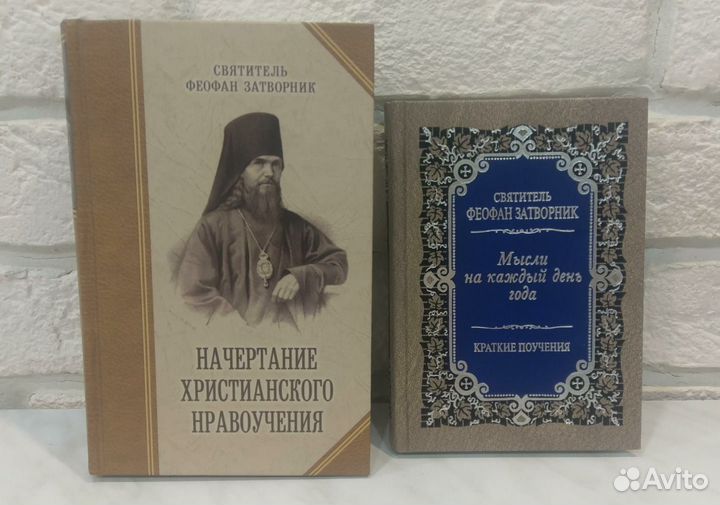 СВЯТИТЕЛЬ
ФЕОФАН ЗАТВОРНИК
НАЧЕРТАНИЕ
ХРИСТИАНСКОГО
НРАВОУЧЕНИЯ
СВЯТИТЕЛЬ
ФЕОФАН ЗАТВОРНИК
Мысли
на каждый день
года
КРАТКИЕ ПОУЧЕНИЯ
Avito